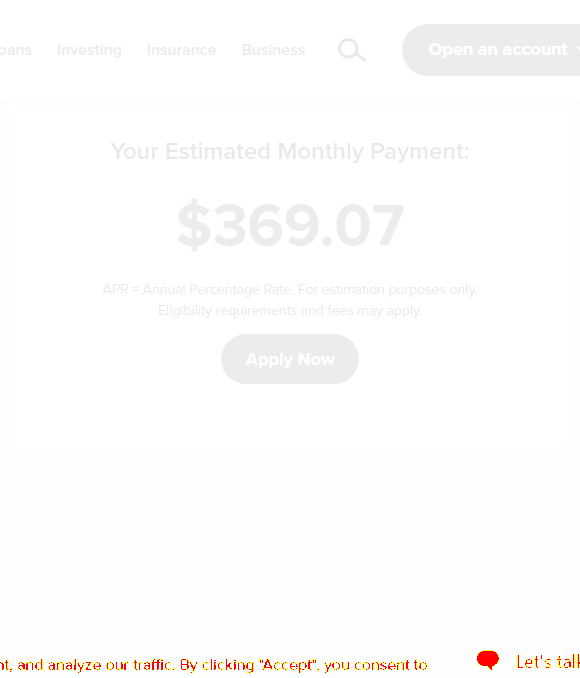 Investing Insurance Business Open an account
Your Estimated Monthly Payment:
$369.07
APR = Annual Percentage Rate. For estimation purposes only.
Eligibility requirements and fees may apply.
Apply Now
and analyze our traffic. By clicking "Accept", you consent to
Let's talk